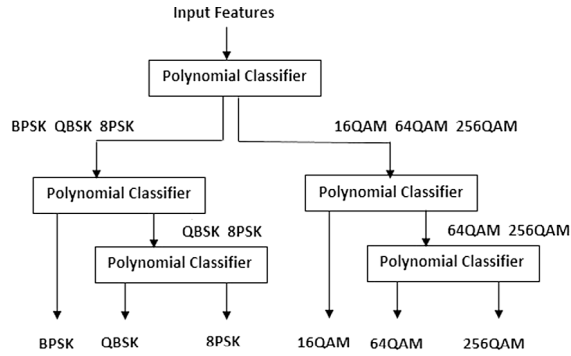 Input Features
Polynomial Classifier
BPSK QBSK 8PSK
16QAM 64QAM 256QAM
Polynomial Classifier
Polynomial Classifier
QBSK 8PSK
64QAM 256QAM
Polynomial Classifier
Polynomial Classifier
BPSK QBSK 8PSK 16QAM 64QAM 256QAM